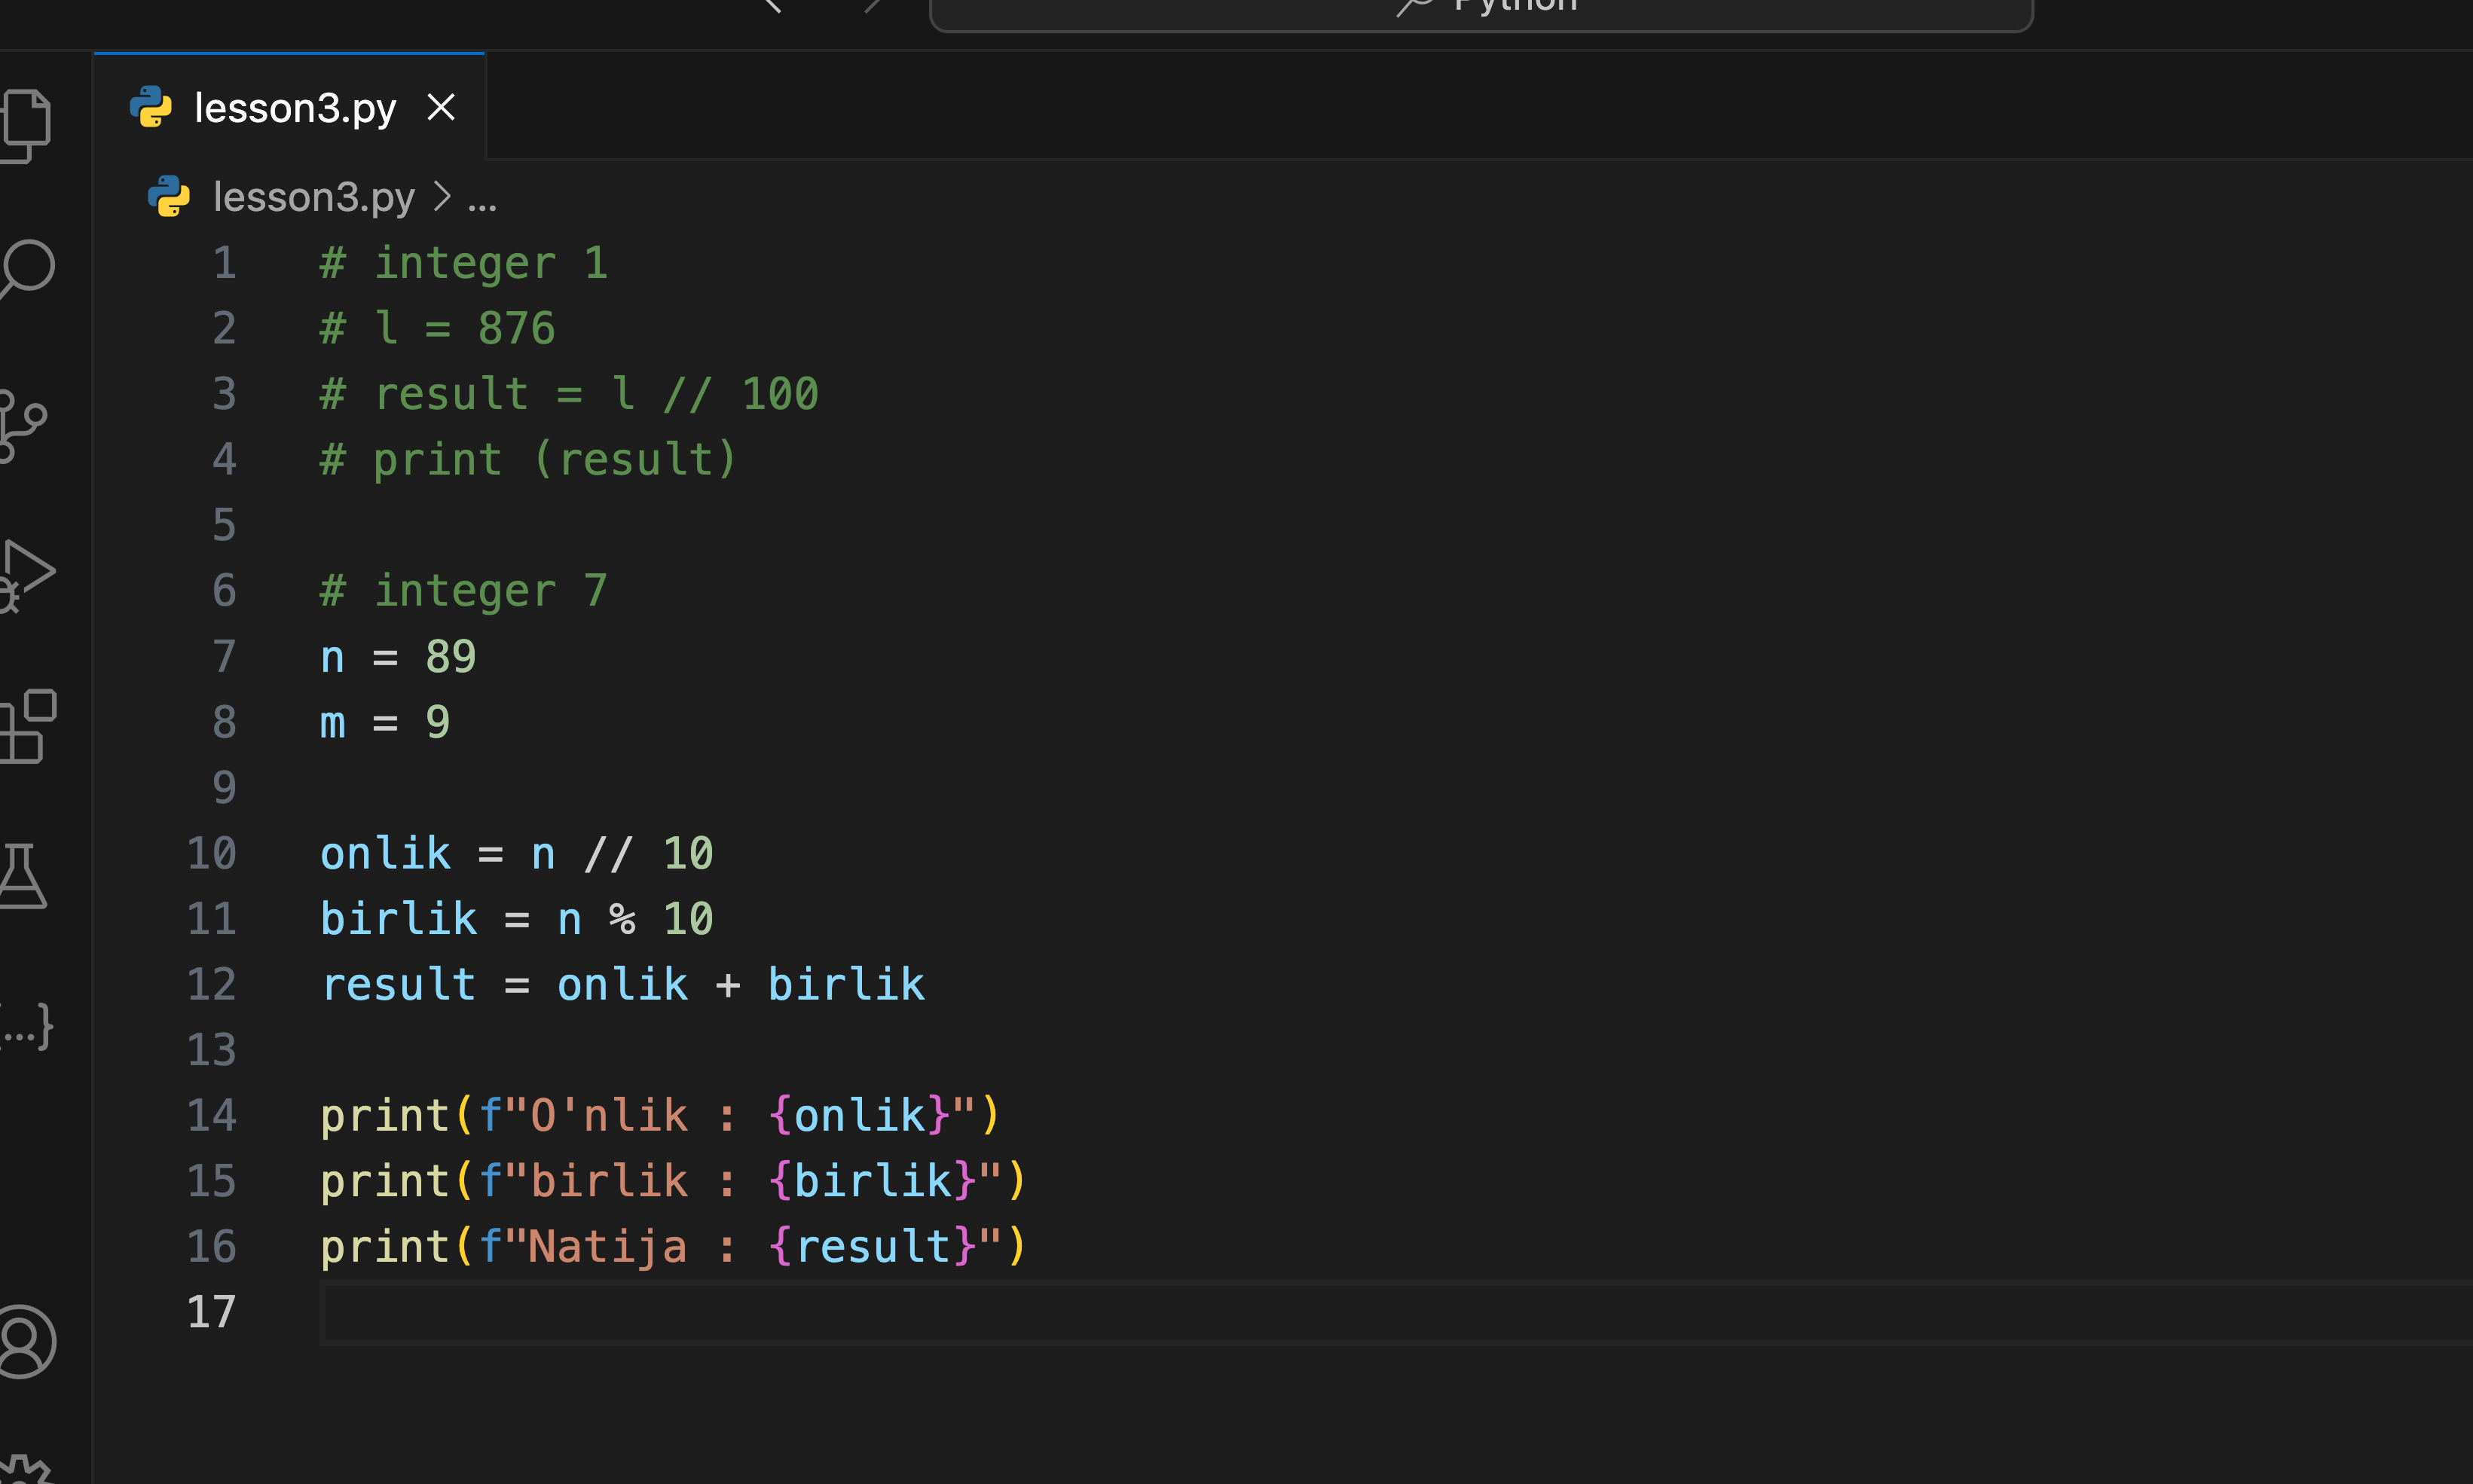 Python
lesson3.py
lesson3.py > ...
1 # integer 1
2 # l = 876
3 # result = l // 100
4 # print (result)
5
6 # integer 7
7 n = 89
8 m = 9
9
10 onlik = n // 10
11 birlik = n % 10
12 result = onlik + birlik
13
14 print(f"O'nlik : {onlik}")
15 print(f"birlik : {birlik}")
16 print(f"Natija : {result}")
17